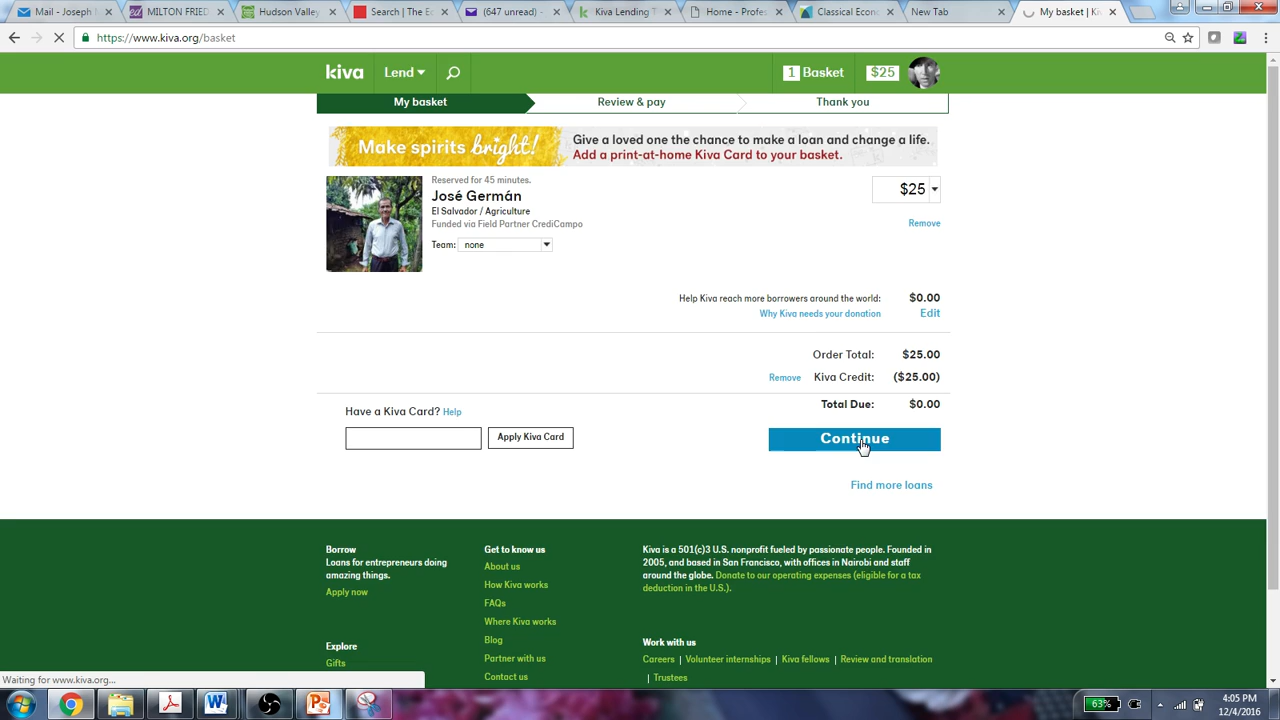 Mail - Joseph J
MILTON FRIED
Hudson Valley
Search | The E
(647 unread) -
Kiva Lending T
Home - Profes
Classical Econ
New Tab
My basket | Ki
https://www.kiva.org/basket
kiva Lend 1 Basket $25
My basket Review & pay Thank you
Make spirits bright!
Give a loved one the chance to make a loan and change a life.
Add a print-at-home Kiva Card to your basket.
Reserved for 45 minutes.
José Germán $25
El Salvador / Agriculture
Funded via Field Partner CrediCampo Remove
Team: none
Help Kiva reach more borrowers around the world: $0.00
Why Kiva needs your donation Edit
Order Total: $25.00
Remove Kiva Credit: ($25.00)
Total Due: $0.00
Have a Kiva Card? Help
Apply Kiva Card Continue
Find more loans
Borrow
Loans for entrepreneurs doing
amazing things.
Apply now
Explore
Gifts
Get to know us
About us
How Kiva works
FAQs
Where Kiva works
Blog
Partner with us
Contact us
Kiva is a 501(c)3 U.S. nonprofit fueled by passionate people. Founded in
2005, and based in San Francisco, with offices in Nairobi and staff
around the globe. Donate to our operating expenses (eligible for a tax
deduction in the U.S.).
Work with us
Careers | Volunteer internships | Kiva fellows | Review and translation
| Trustees
Waiting for www.kiva.org...
63%
4:05 PM
12/4/2016